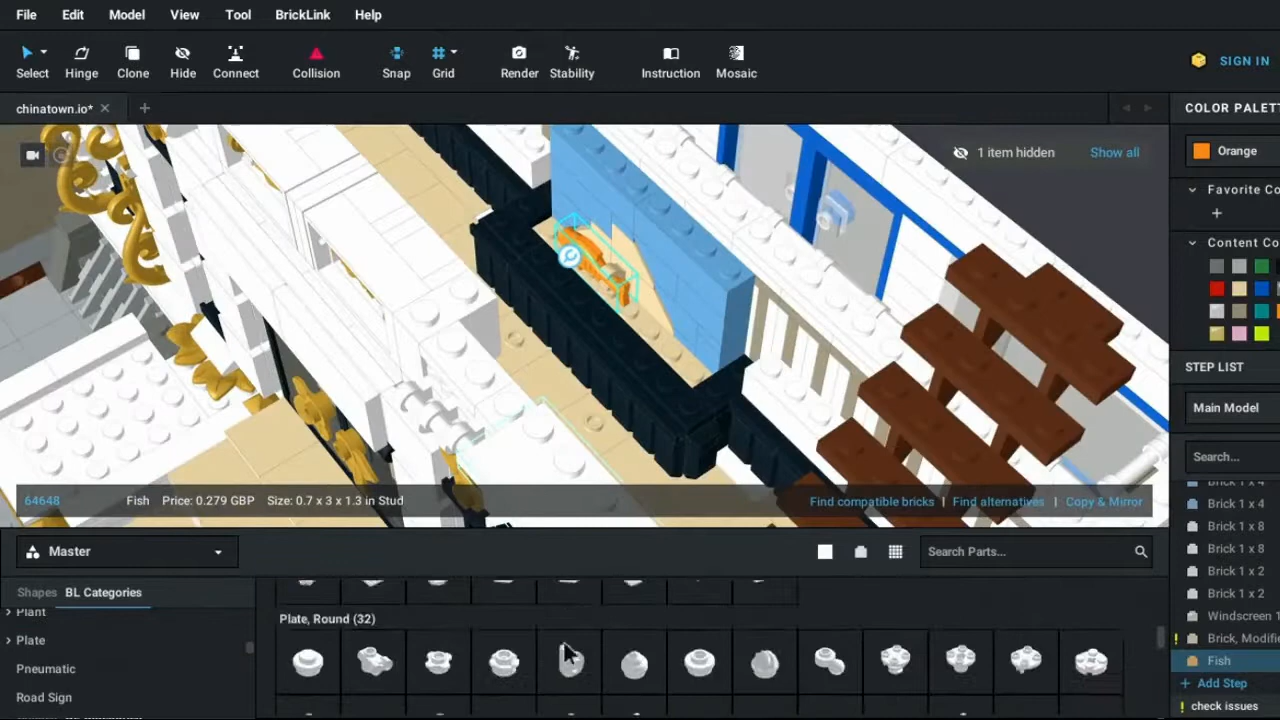 File Edit Model View Tool BrickLink Help
Select Hinge Clone Hide Connect Collision Snap Grid Render Stability Instruction Mosaic SIGN IN
chinatown.io* × + COLOR PALET
1 item hidden Show all
Orange
Favorite Co
+
Content Co
STEP LIST
Main Model
Search...
Brick 1 x 4
Brick 1 x 4
Brick 1 x 8
Brick 1 x 8
Brick 1 x 2
Brick 1 x 2
Windscreen 1
Brick, Modifie
Fish
+ Add Step
! check issues
64648 Fish Price: 0.279 GBP Size: 0.7 x 3 x 1.3 in Stud Find compatible bricks | Find alternatives | Copy & Mirror
Master Search Parts...
Shapes BL Categories
Plant
Plate
Pneumatic
Road Sign
Plate, Round (32)